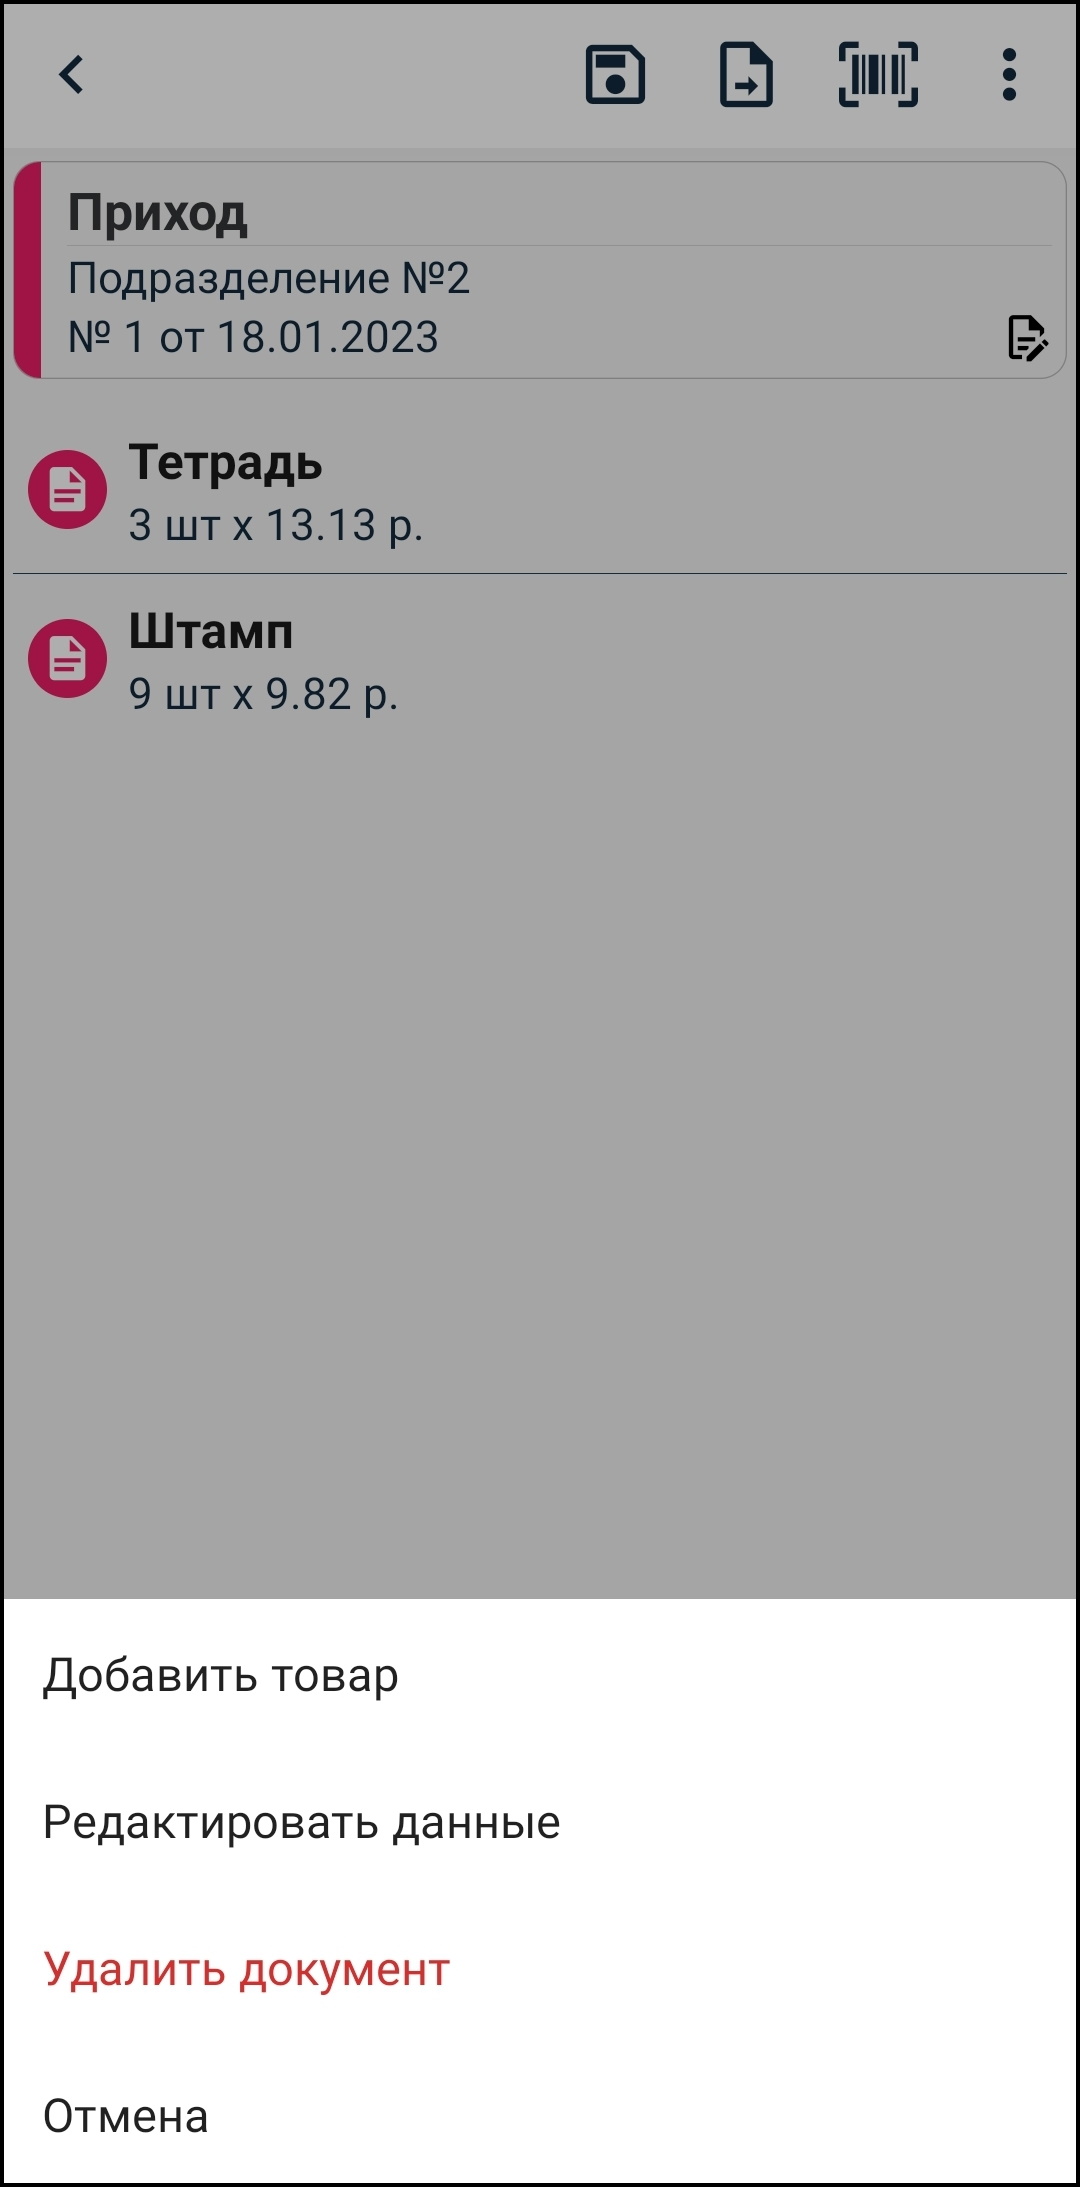 Приход
Подразделение №2
№ 1 от 18.01.2023
Тетрадь
3 шт x 13.13 р.
Штамп
9 шт x 9.82 р.
Добавить товар
Редактировать данные
Удалить документ
Отмена